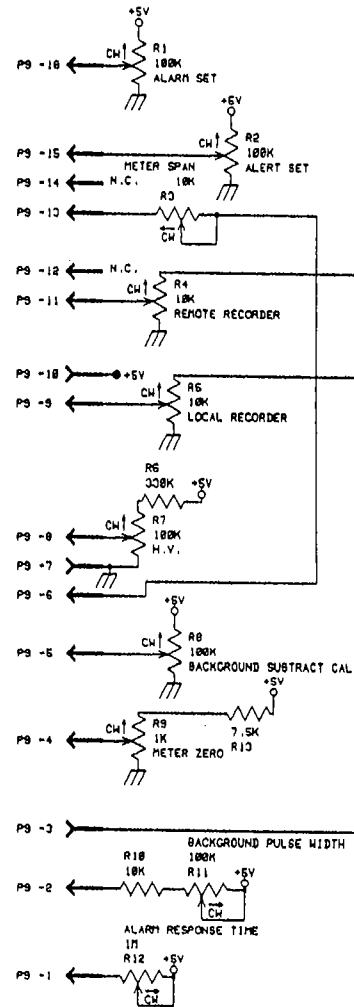 +5V
CW R1
P9 -16 100K
ALARM SET
+5V
CW R2
P9 -15 100K
METER SPAN ALERT SET
P9 -14 N.C. 10K
R3
P9 -13
CW
P9 -12 N.C.
CW R4
P9 -11 10K
REMOTE RECORDER
P9 -10 +5V
CW R5
P9 -9 10K
LOCAL RECORDER
R6 +5V
330K
P9 -8 CW R7
100K
P9 -7 H.V.
P9 -6
+5V
CW R8
P9 -5 100K
BACKGROUND SUBTRACT CAL
+5V
CW R9
P9 -4 1K 7.5K
METER ZERO R13
P9 -3
BACKGROUND PULSE WIDTH
R10 100K
P9 -2 10K R11 +5V
CW
ALARM RESPONSE TIME
1M
P9 -1 R12 +5V
CW